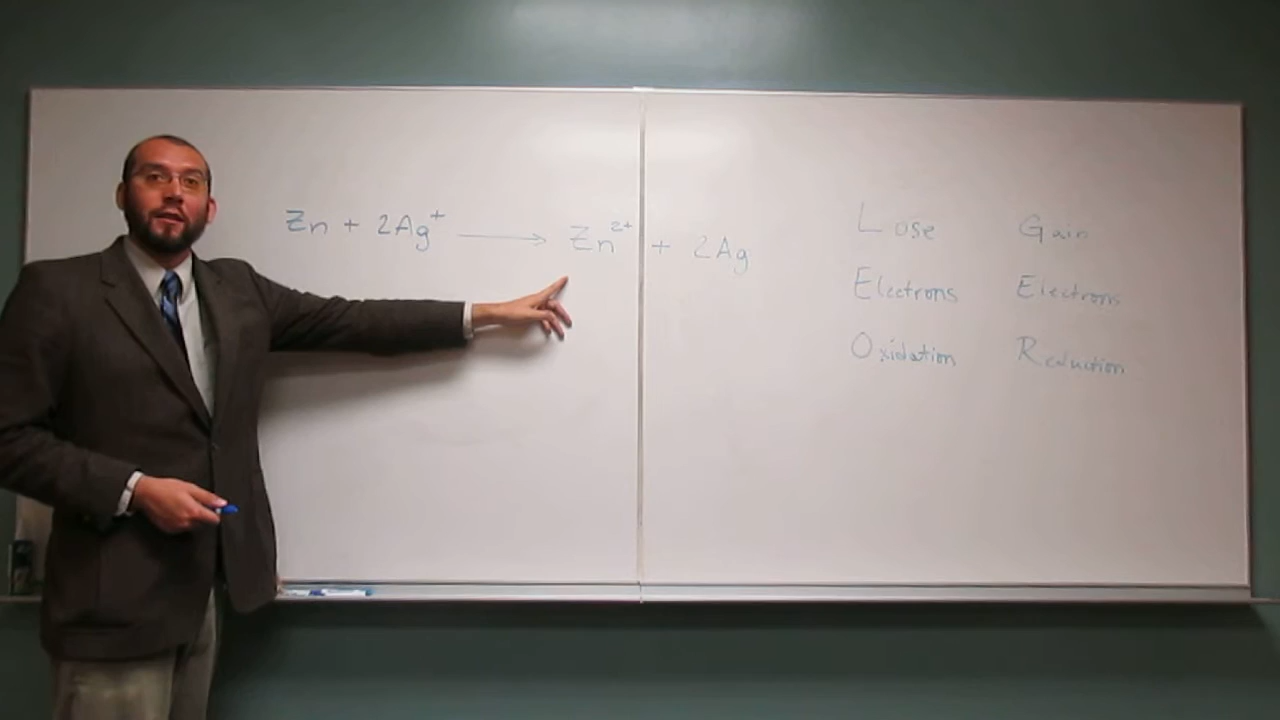 Zn + 2Ag⁺ → Zn²⁺ + 2Ag
Lose Gain
Electrons Electrons
Oxidation Reduction